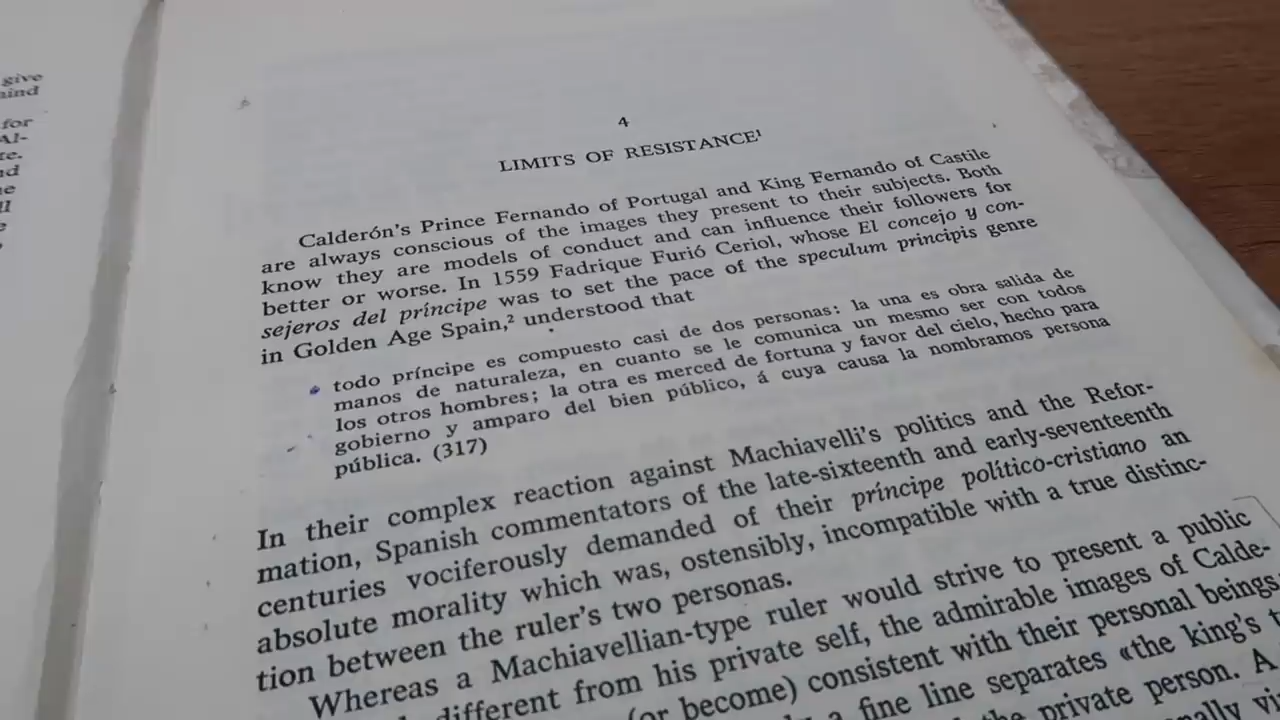 give
for
Al-
4
LIMITS OF RESISTANCE¹
Calderón's Prince Fernando of Portugal and King Fernando of Castile
are always conscious of the images they present to their subjects. Both
know they are models of conduct and can influence their followers for
better or worse. In 1559 Fadrique Furió Ceriol, whose El concejo y con-
sejeros del príncipe was to set the pace of the speculum principis genre
in Golden Age Spain,² understood that
todo príncipe es compuesto casi de dos personas: la una es obra salida de
manos de naturaleza, en cuanto se le comunica un mesmo ser con todos
los otros hombres; la otra es merced de fortuna y favor del cielo, hecho para
gobierno y amparo del bien público, á cuya causa la nombramos persona
pública. (317)
In their complex reaction against Machiavelli's politics and the Refor-
mation, Spanish commentators of the late-sixteenth and early-seventeenth
centuries vociferously demanded of their príncipe político-cristiano an
absolute morality which was, ostensibly, incompatible with a true distinc-
tion between the ruler's two personas.
Whereas a Machiavellian-type ruler would strive to present a public
different from his private self, the admirable images of Calde-
(or become) consistent with their personal beings;
a fine line separates «the king's
private person. A